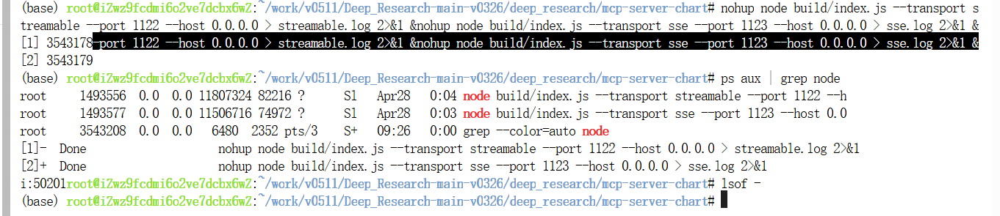 (base) root@iZwz9fcdmi6o2ve7dcbx6wZ:~/work/v0511/Deep_Research-main-v0326/deep_research/mcp-server-chart# nohup node build/index.js --transport s
treamable --port 1122 --host 0.0.0.0 > streamable.log 2>&1 &nohup node build/index.js --transport sse --port 1123 --host 0.0.0.0 > sse.log 2>&1 &
[1] 3543178-port 1122 --host 0.0.0.0 > streamable.log 2>&1 &nohup node build/index.js --transport sse --port 1123 --host 0.0.0.0 > sse.log 2>&1 &
[2] 3543179
(base) root@iZwz9fcdmi6o2ve7dcbx6wZ:~/work/v0511/Deep_Research-main-v0326/deep_research/mcp-server-chart# ps aux | grep node
root     1493556  0.0  0.0 11807324 82216 ?      Sl   Apr28   0:04 node build/index.js --transport streamable --port 1122 --h
root     1493577  0.0  0.0 11506716 74972 ?      Sl   Apr28   0:03 node build/index.js --transport sse --port 1123 --host 0.0
root     3543208  0.0  0.0   6480  2352 pts/3    S+   09:26   0:00 grep --color=auto node
[1]-  Done                    nohup node build/index.js --transport streamable --port 1122 --host 0.0.0.0 > streamable.log 2>&1
[2]+  Done                    nohup node build/index.js --transport sse --port 1123 --host 0.0.0.0 > sse.log 2>&1
i:50201root@iZwz9fcdmi6o2ve7dcbx6wZ:~/work/v0511/Deep_Research-main-v0326/deep_research/mcp-server-chart# lsof -
(base) root@iZwz9fcdmi6o2ve7dcbx6wZ:~/work/v0511/Deep_Research-main-v0326/deep_research/mcp-server-chart#